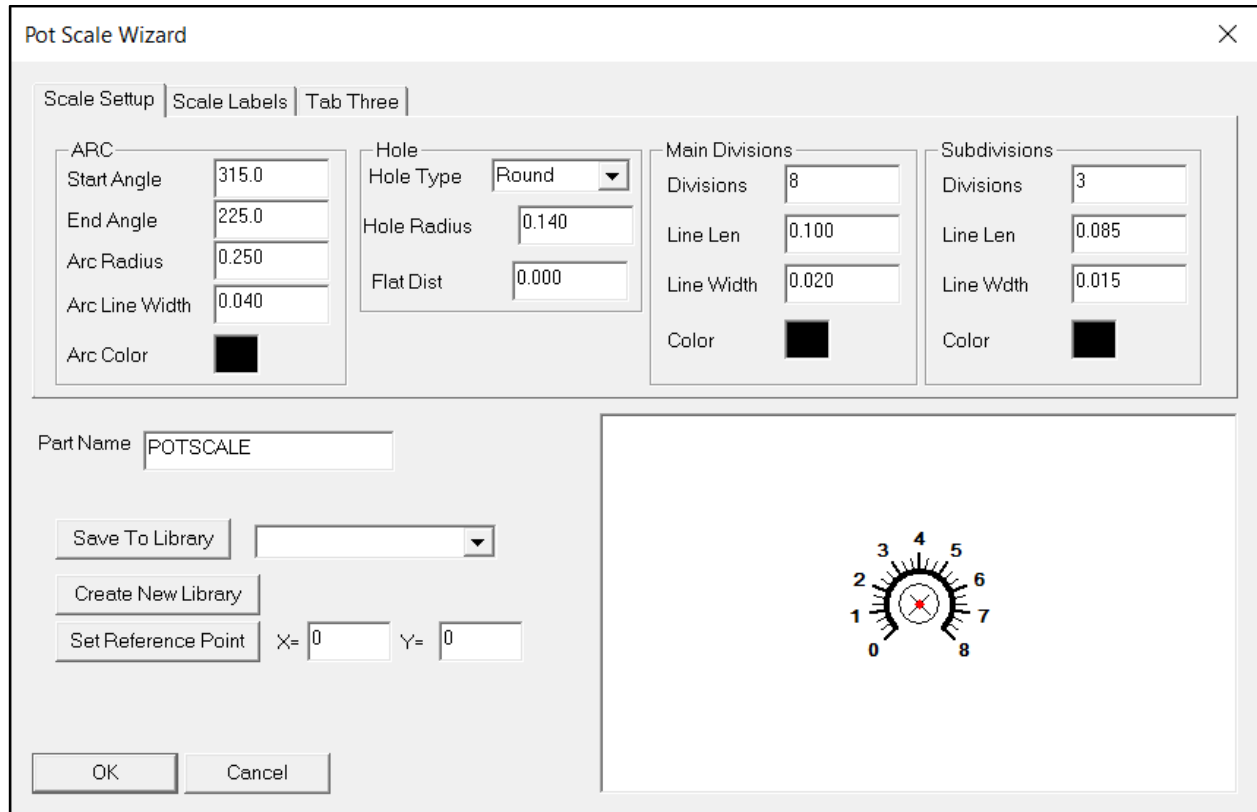 Pot Scale Wizard
Scale Settup Scale Labels Tab Three
ARC
Start Angle 315.0
End Angle 225.0
Arc Radius 0.250
Arc Line Width 0.040
Arc Color
Hole
Hole Type Round
Hole Radius 0.140
Flat Dist 0.000
Main Divisions
Divisions 8
Line Len 0.100
Line Width 0.020
Color
Subdivisions
Divisions 3
Line Len 0.085
Line Wdth 0.015
Color
Part Name POTSCALE
Save To Library
Create New Library
Set Reference Point X= 0 Y= 0
OK Cancel
0 1 2 3 4 5 6 7 8